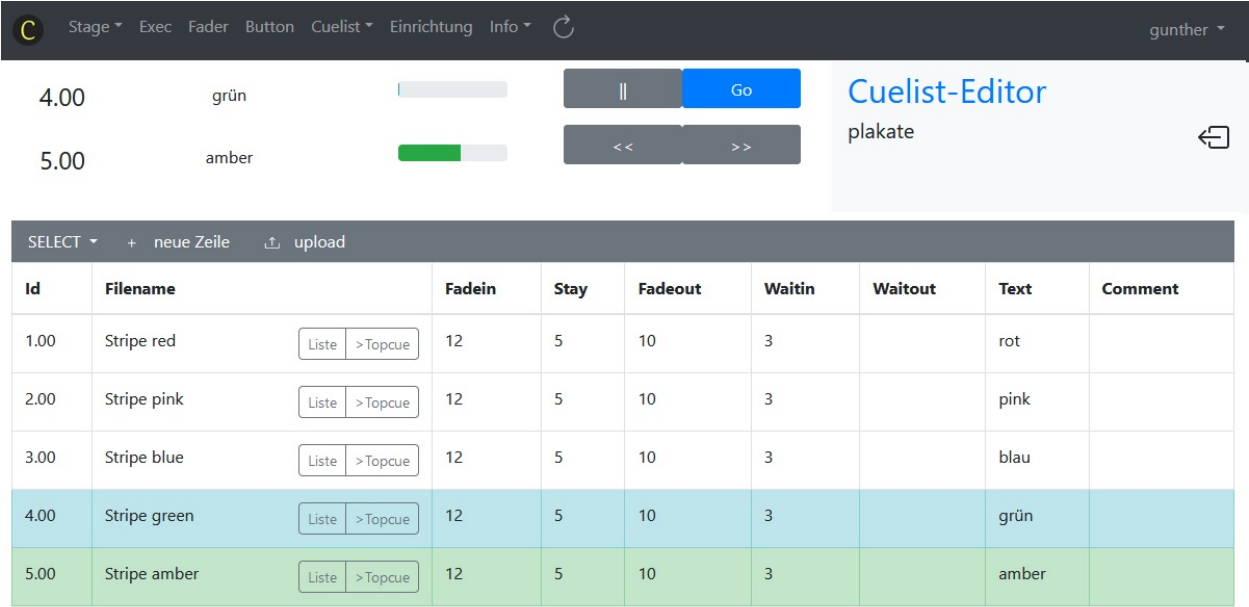 C Stage Exec Fader Button Cuelist Einrichtung Info gunther
4.00 grün || Go
Cuelist-Editor
plakate
5.00 amber << >>
SELECT + neue Zeile upload
Id Filename Fadein Stay Fadeout Waitin Waitout Text Comment
1.00 Stripe red Liste >Topcue 12 5 10 3 rot
2.00 Stripe pink Liste >Topcue 12 5 10 3 pink
3.00 Stripe blue Liste >Topcue 12 5 10 3 blau
4.00 Stripe green Liste >Topcue 12 5 10 3 grün
5.00 Stripe amber Liste >Topcue 12 5 10 3 amber